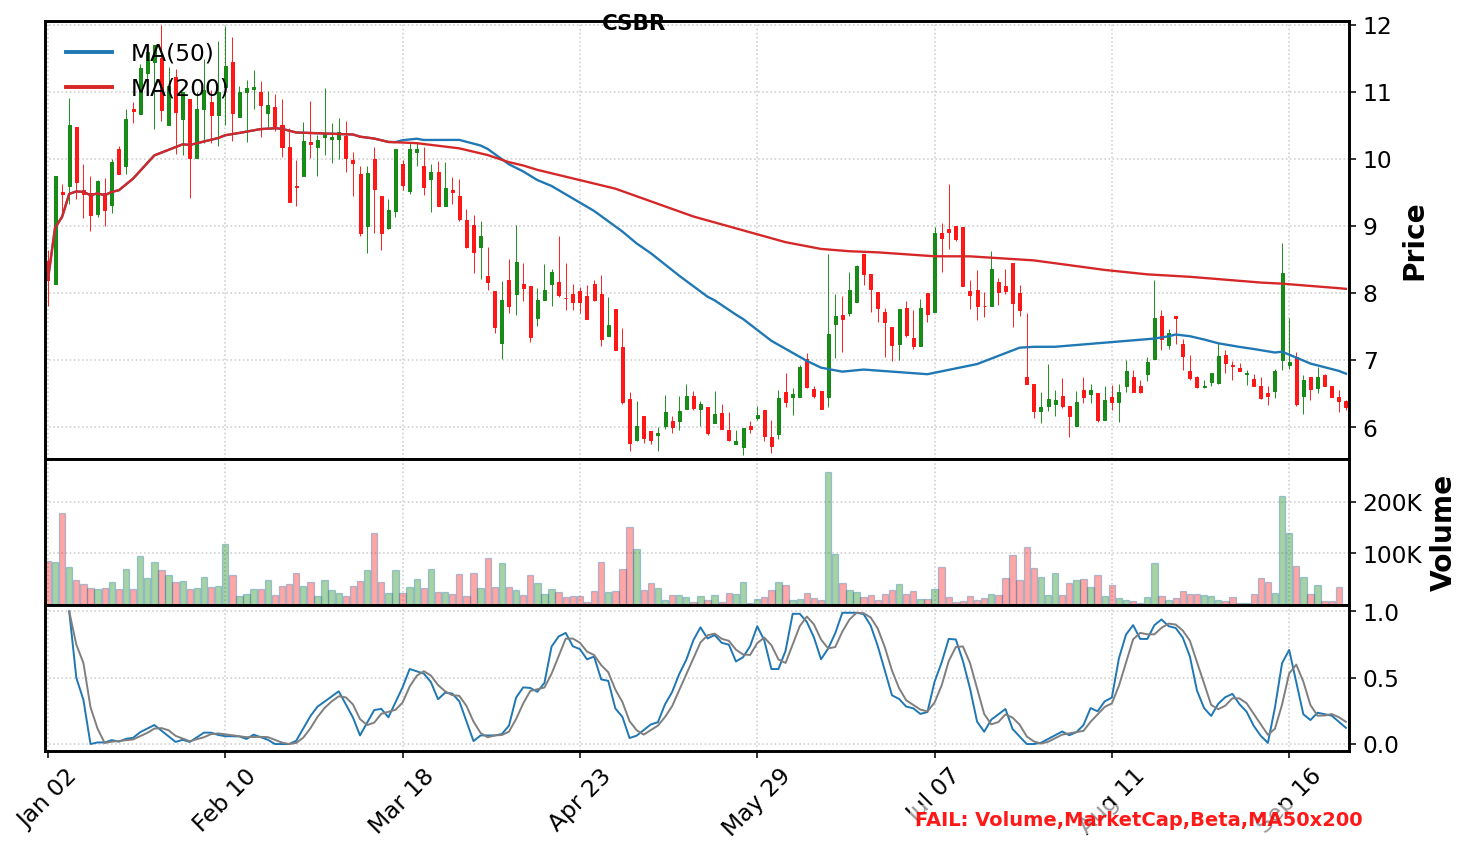 CSBR
MA(50)
MA(200)
12
11
10
9
8
7
6
Price
200K
100K
Volume
1.0
0.5
0.0
Jan 02
Feb 10
Mar 18
Apr 23
May 29
Jul 07
Aug 11
Sep 16
FAIL: Volume,MarketCap,Beta,MA50x200